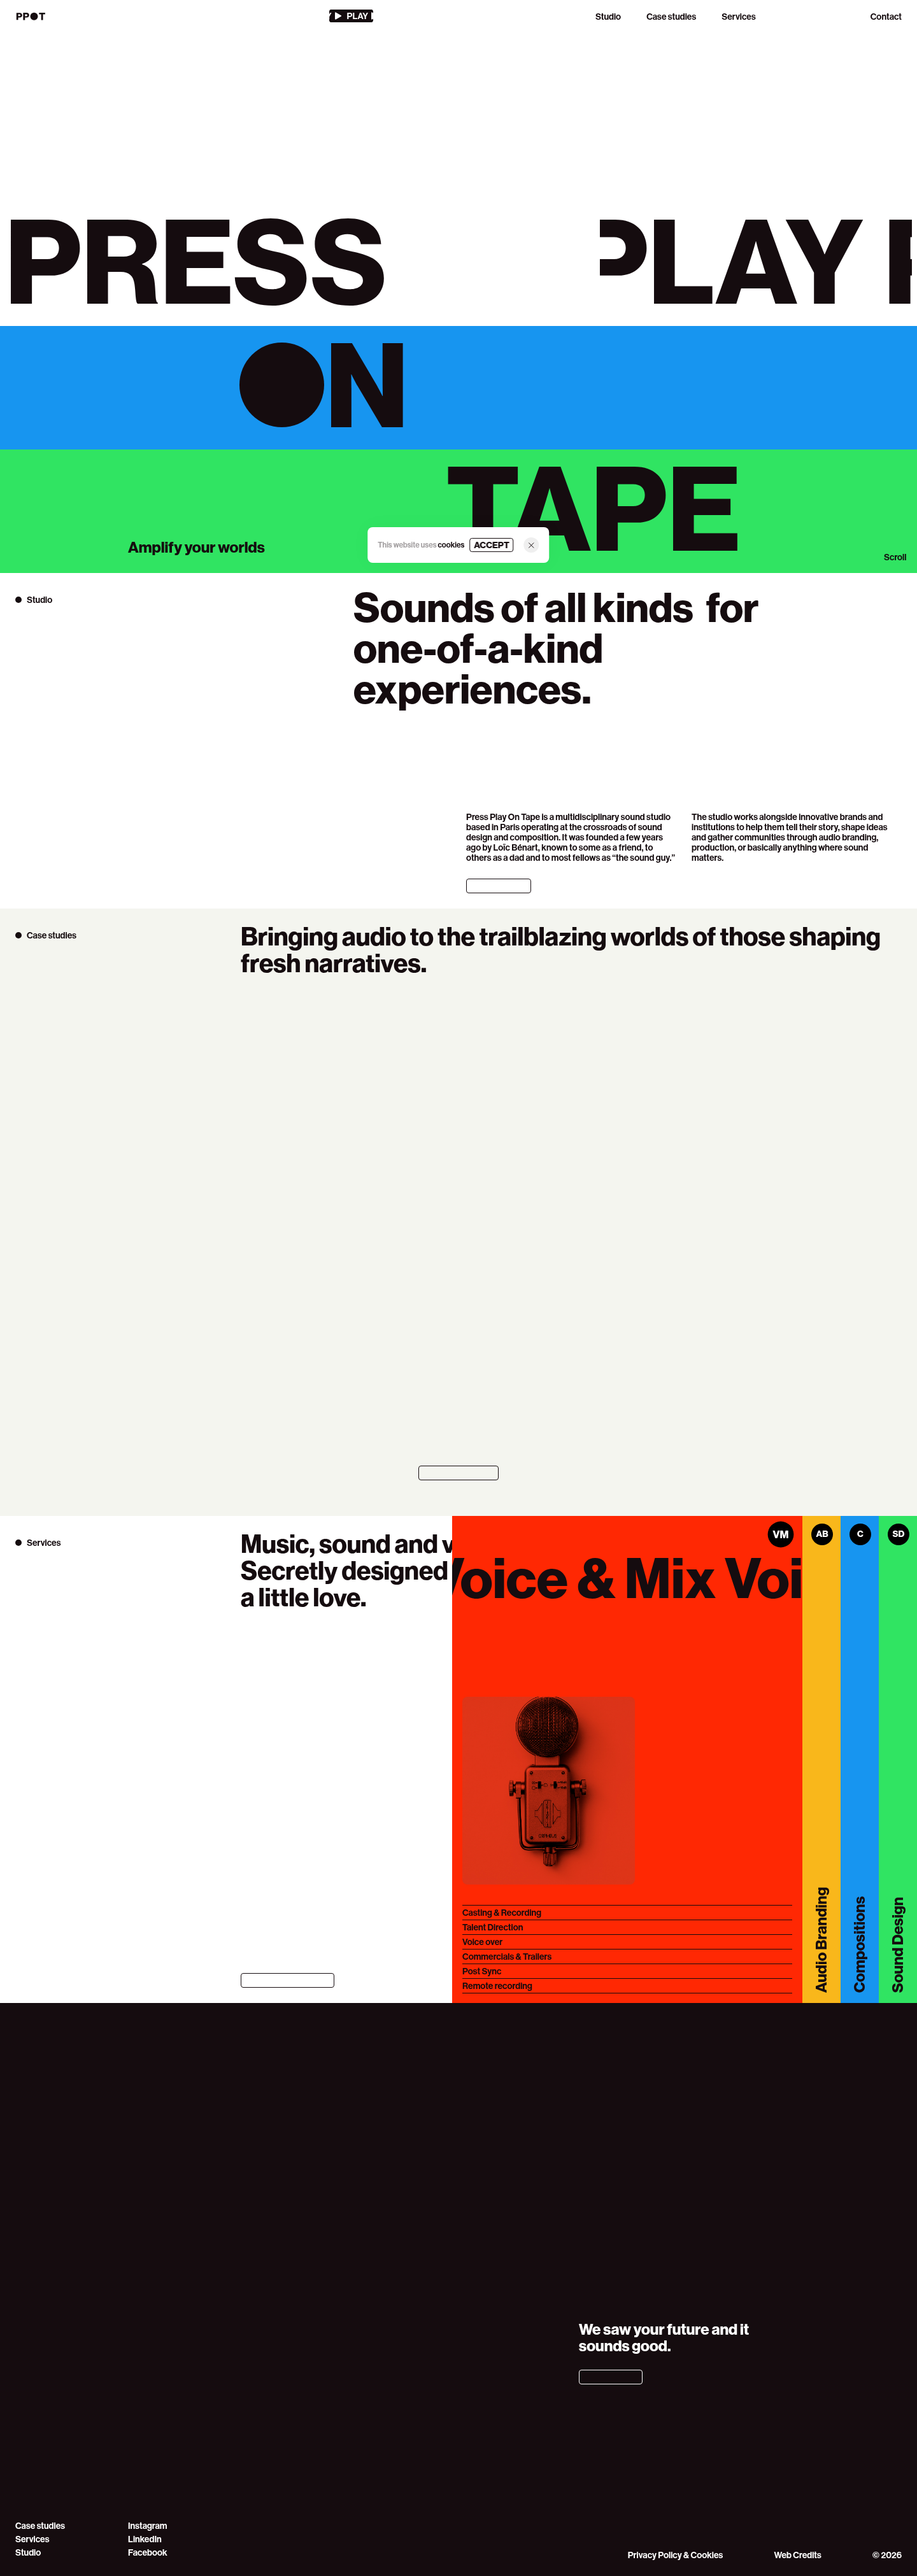 PP●T
PLAY
Studio
Case studies
Services
Contact
PRESS
PLAY
ON
TAPE
Amplify your worlds
This website uses cookies
ACCEPT
Scroll
Studio
Sounds of all kinds for
one-of-a-kind
experiences.
Press Play On Tape is a multidisciplinary sound studio
based in Paris operating at the crossroads of sound
design and composition. It was founded a few years
ago by Loïc Bénart, known to some as a friend, to
others as a dad and to most fellows as “the sound guy.”
The studio works alongside innovative brands and
institutions to help them tell their story, shape ideas
and gather communities through audio branding,
production, or basically anything where sound
matters.
Case studies
Bringing audio to the trailblazing worlds of those shaping
fresh narratives.
Services
Music, sound and v
Secretly designed
a little love.
VM
Voice & Mix Voi
Casting & Recording
Talent Direction
Voice over
Commercials & Trailers
Post Sync
Remote recording
AB
Audio Branding
C
Compositions
SD
Sound Design
We saw your future and it
sounds good.
Case studies
Services
Studio
Instagram
LinkedIn
Facebook
Privacy Policy & Cookies
Web Credits
© 2026